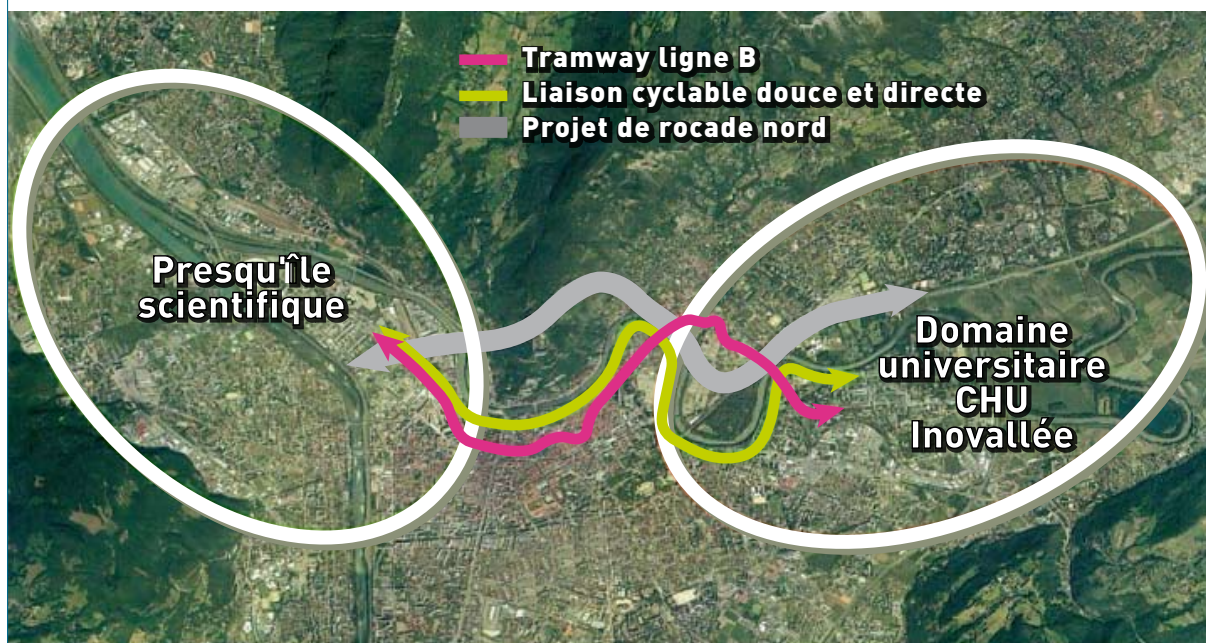 Tramway ligne B
Liaison cyclable douce et directe
Projet de rocade nord
Presqu'île
scientifique
Domaine
universitaire
CHU
Inovallée